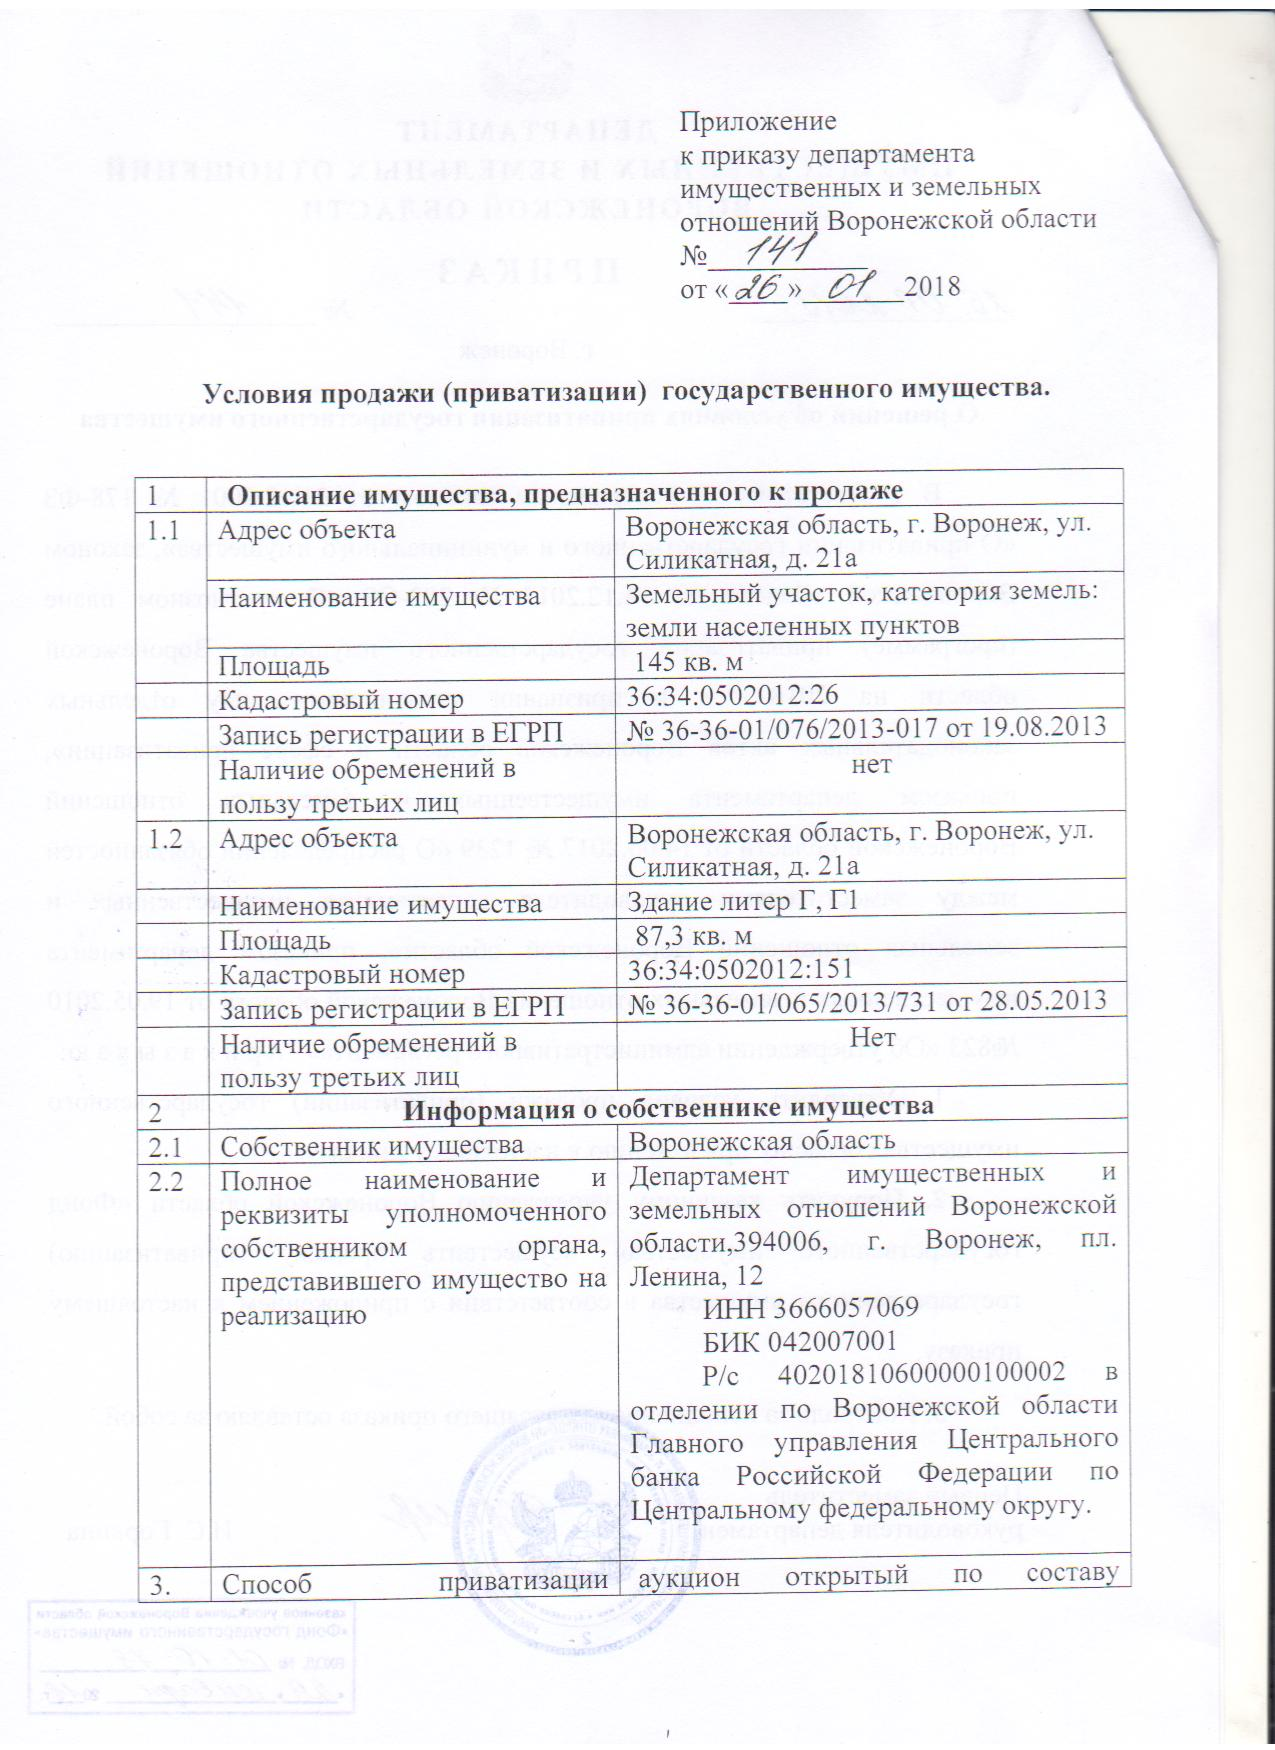 Приложение
к приказу департамента
имущественных и земельных
отношений Воронежской области
№ 141
от « 26 » 01 2018
Условия продажи (приватизации) государственного имущества.
1 Описание имущества, предназначенного к продаже
1.1 Адрес объекта Воронежская область, г. Воронеж, ул.
Силикатная, д. 21а
Наименование имущества Земельный участок, категория земель:
земли населенных пунктов
Площадь 145 кв. м
Кадастровый номер 36:34:0502012:26
Запись регистрации в ЕГРП № 36-36-01/076/2013-017 от 19.08.2013
Наличие обременений в нет
пользу третьих лиц
1.2 Адрес объекта Воронежская область, г. Воронеж, ул.
Силикатная, д. 21а
Наименование имущества Здание литер Г, Г1
Площадь 87,3 кв. м
Кадастровый номер 36:34:0502012:151
Запись регистрации в ЕГРП № 36-36-01/065/2013/731 от 28.05.2013
Наличие обременений в Нет
пользу третьих лиц
2 Информация о собственнике имущества
2.1 Собственник имущества Воронежская область
2.2 Полное наименование и
реквизиты уполномоченного
собственником органа,
представившего имущество на
реализацию
Департамент имущественных и
земельных отношений Воронежской
области,394006, г. Воронеж, пл.
Ленина, 12
ИНН 3666057069
БИК 042007001
Р/с 40201810600000100002 в
отделении по Воронежской области
Главного управления Центрального
банка Российской Федерации по
Центральному федеральному округу.
3. Способ приватизации аукцион открытый по составу